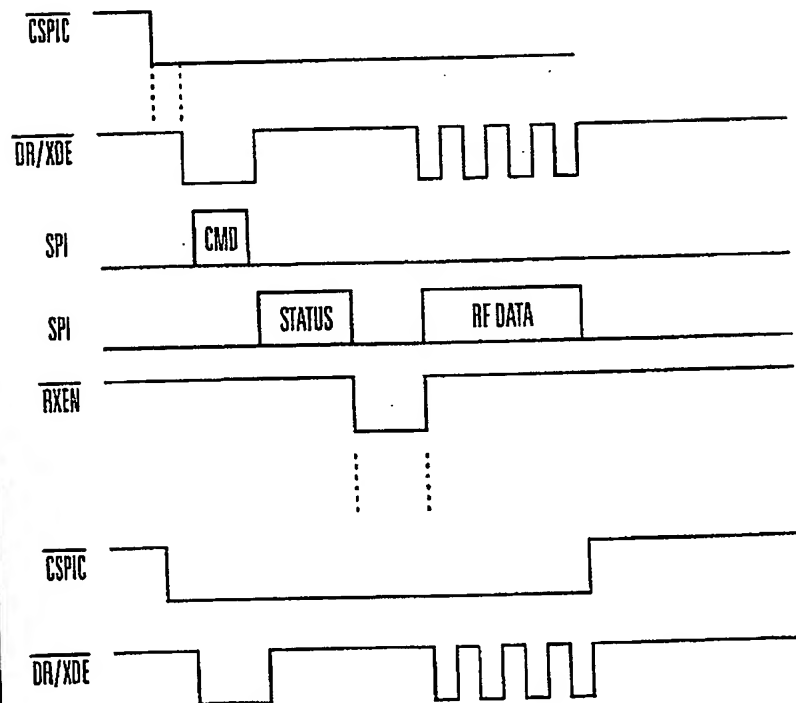 CSPIC
DR/XDE
SPI
CMD
SPI
STATUS
RF DATA
RXEN
CSPIC
DR/XDE